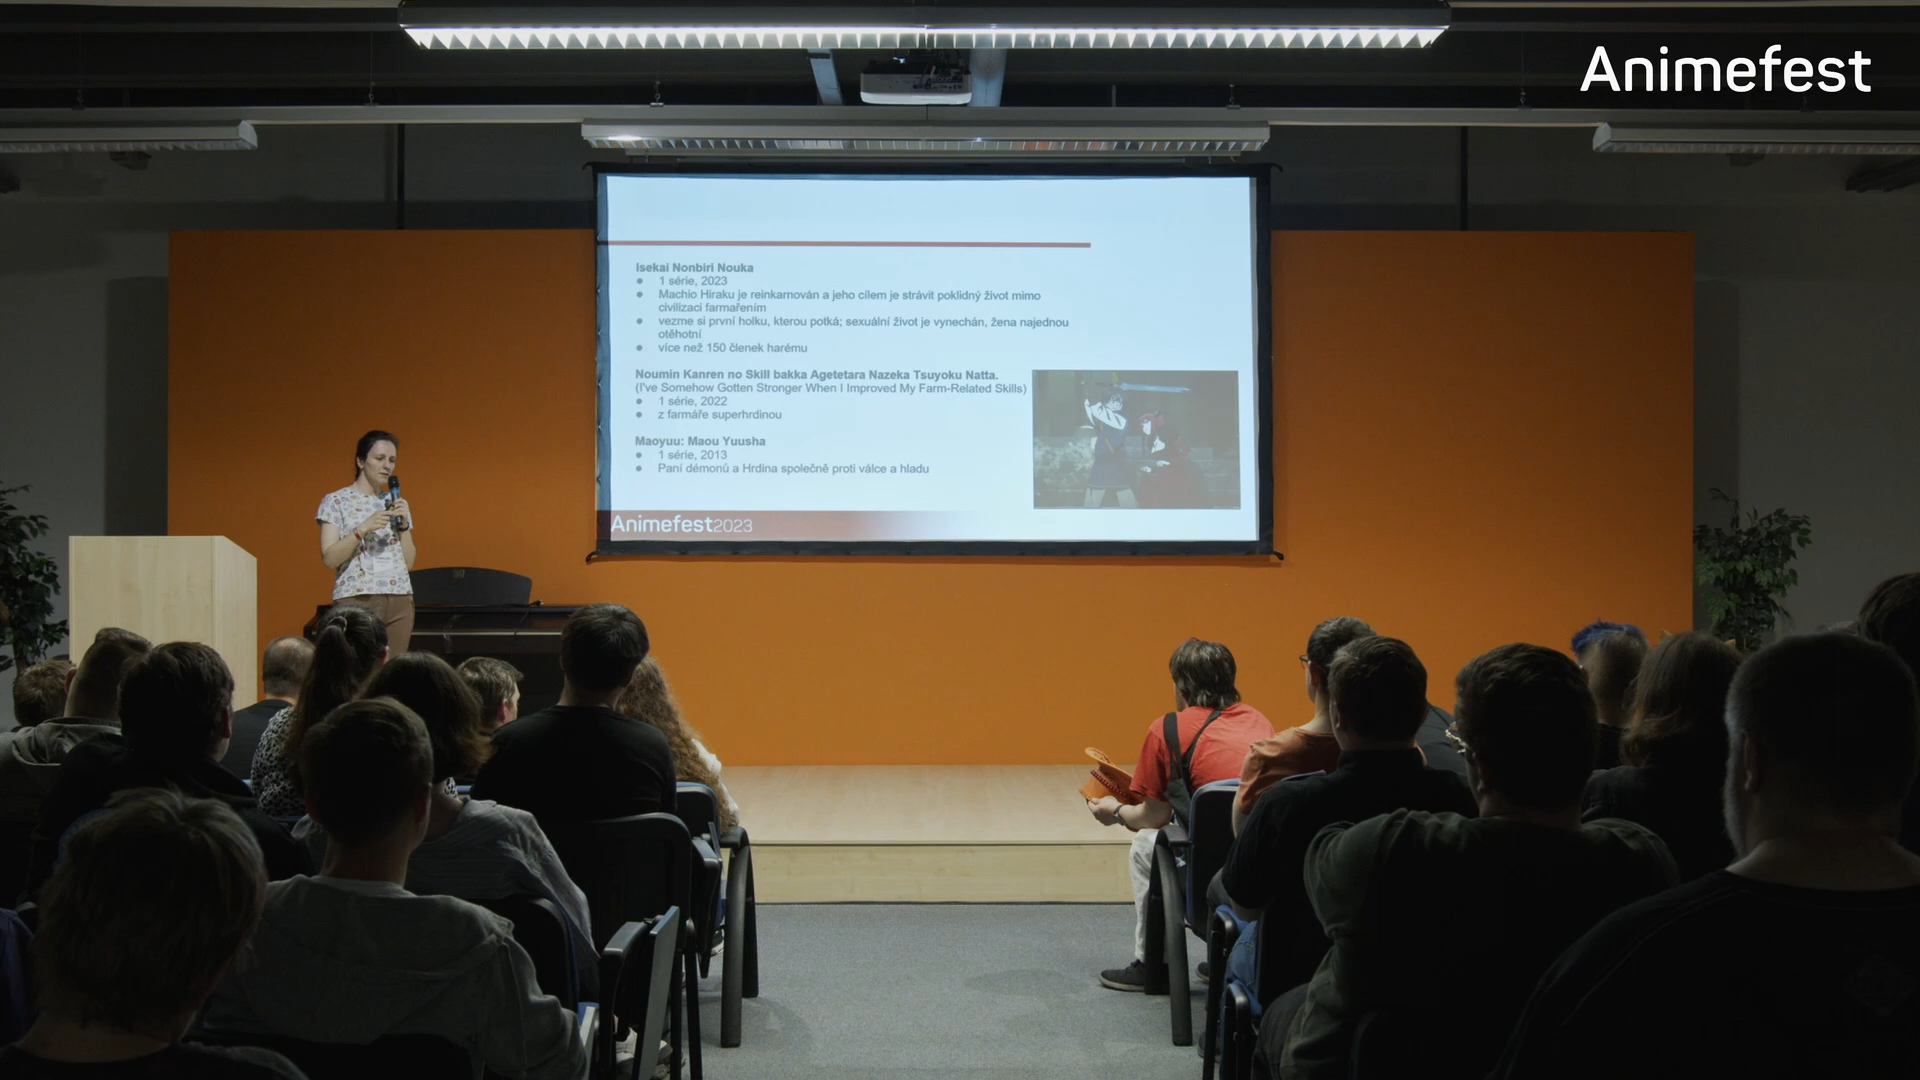 Animefest
Isekai Nonbiri Nouka
● 1 série, 2023
● Machio Hiraku je reinkarnován a jeho cílem je strávit poklidný život mimo
civilizaci farmařením
● vezme si první holku, kterou potká; sexuální život je vynechán, žena najednou
otěhotní
● více než 150 členek harému
Noumin Kanren no Skill bakka Agetetara Nazeka Tsuyoku Natta.
(I've Somehow Gotten Stronger When I Improved My Farm-Related Skills)
● 1 série, 2022
● z farmáře superhrdinou
Maoyuu: Maou Yuusha
● 1 série, 2013
● Paní démonů a Hrdina společně proti válce a hladu
Animefest2023